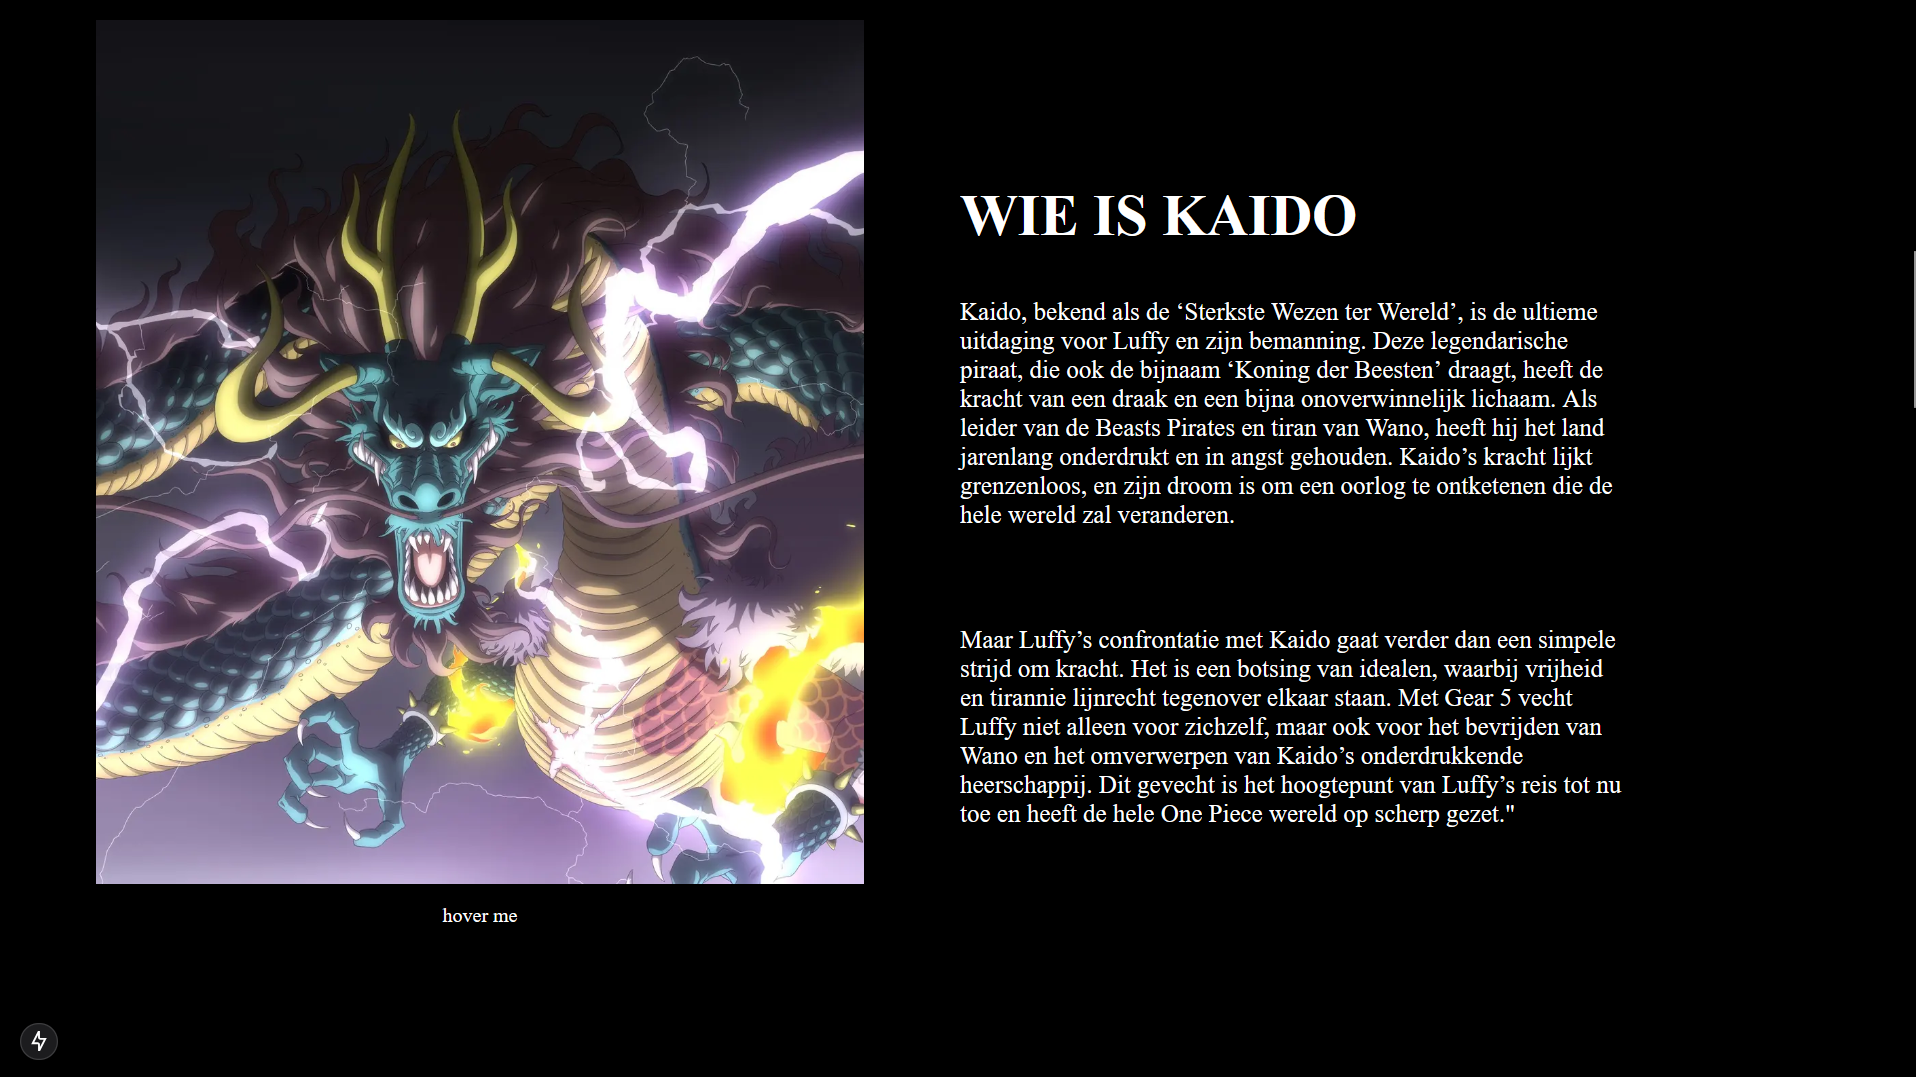 WIE IS KAIDO
Kaido, bekend als de ‘Sterkste Wezen ter Wereld’, is de ultieme
uitdaging voor Luffy en zijn bemanning. Deze legendarische
piraat, die ook de bijnaam ‘Koning der Beesten’ draagt, heeft de
kracht van een draak en een bijna onoverwinnelijk lichaam. Als
leider van de Beasts Pirates en tiran van Wano, heeft hij het land
jarenlang onderdrukt en in angst gehouden. Kaido’s kracht lijkt
grenzenloos, en zijn droom is om een oorlog te ontketenen die de
hele wereld zal veranderen.
Maar Luffy’s confrontatie met Kaido gaat verder dan een simpele
strijd om kracht. Het is een botsing van idealen, waarbij vrijheid
en tirannie lijnrecht tegenover elkaar staan. Met Gear 5 vecht
Luffy niet alleen voor zichzelf, maar ook voor het bevrijden van
Wano en het omverwerpen van Kaido’s onderdrukkende
heerschappij. Dit gevecht is het hoogtepunt van Luffy’s reis tot nu
toe en heeft de hele One Piece wereld op scherp gezet."
hover me